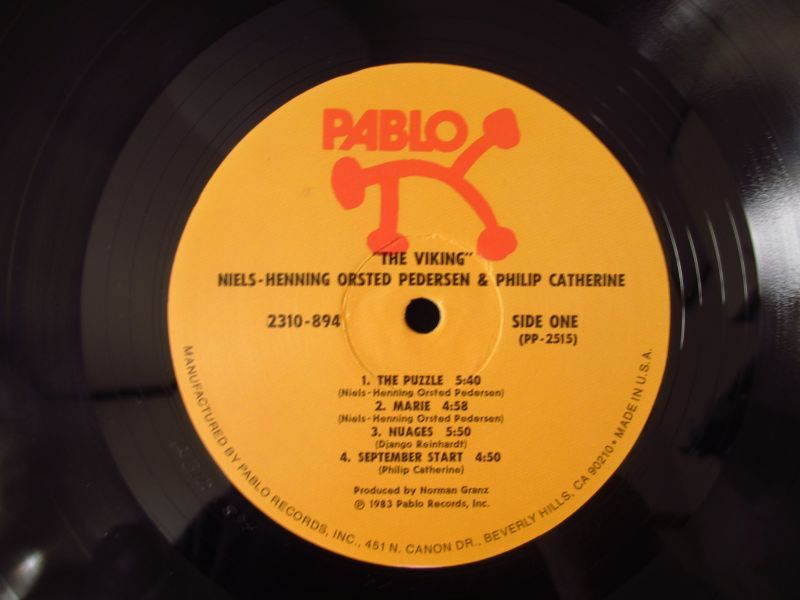 PABLO
"THE VIKING"
NIELS-HENNING ORSTED PEDERSEN & PHILIP CATHERINE
2310-894 SIDE ONE
(PP-2515)
1. THE PUZZLE 5:40
(Niels-Henning Orsted Pedersen)
2. MARIE 4:58
(Niels-Henning Orsted Pedersen)
3. NUAGES 5:50
(Django Reinhardt)
4. SEPTEMBER START 4:50
(Philip Catherine)
Produced by Norman Granz
℗ 1983 Pablo Records, Inc.
MANUFACTURED BY PABLO RECORDS, INC., 451 N. CANON DR., BEVERLY HILLS, CA 90210 • MADE IN U.S.A.